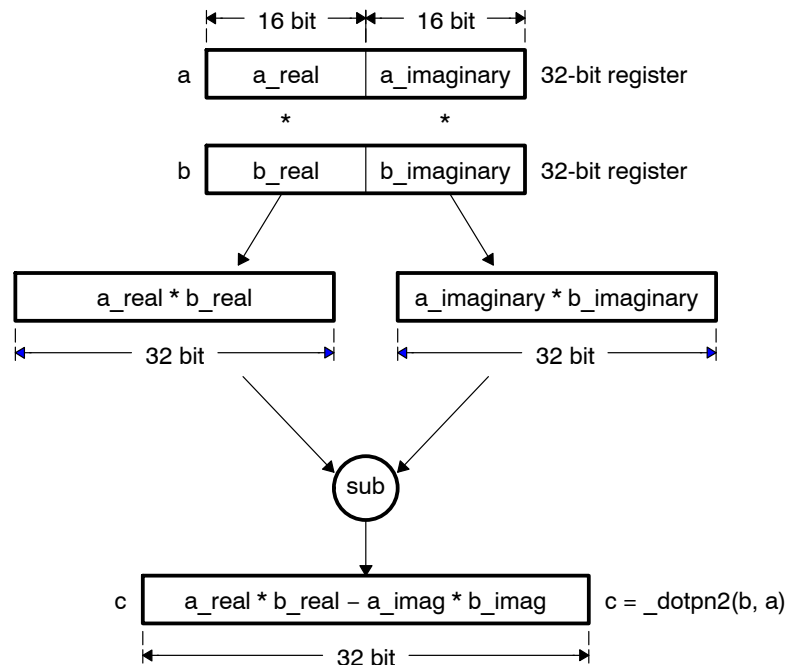 16 bit 16 bit
a a_real a_imaginary 32-bit register
* *
b b_real b_imaginary 32-bit register
a_real * b_real a_imaginary * b_imaginary
32 bit 32 bit
sub
c a_real * b_real – a_imag * b_imag c = _dotpn2(b, a)
32 bit